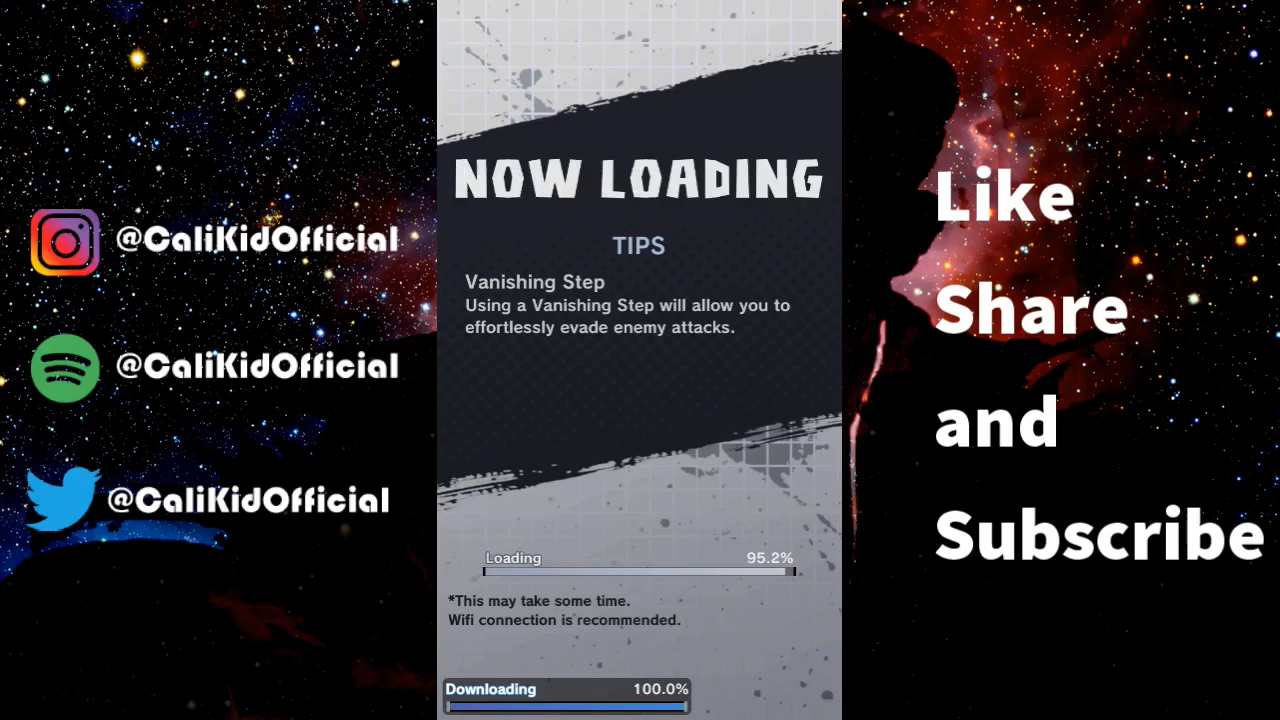 @CaliKidOfficial
@CaliKidOfficial
@CaliKidOfficial
NOW LOADING
TIPS
Vanishing Step
Using a Vanishing Step will allow you to
effortlessly evade enemy attacks.
Loading 95.2%
*This may take some time.
Wifi connection is recommended.
Downloading 100.0%
Like
Share
and
Subscribe